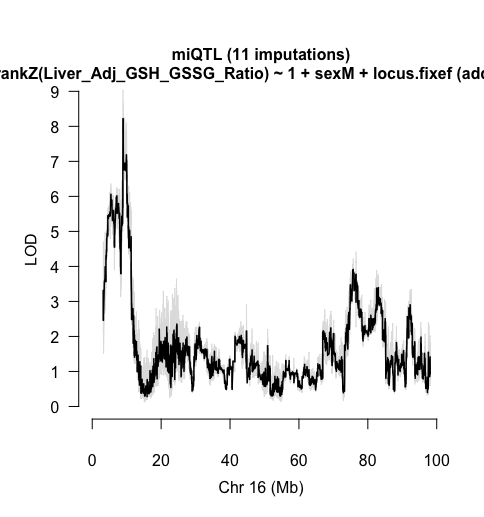 miQTL (11 imputations)
rankZ(Liver_Adj_GSH_GSSG_Ratio) ~ 1 + sexM + locus.fixef (add
9
8
7
6
5
4
3
2
1
0
LOD
0 20 40 60 80 100
Chr 16 (Mb)